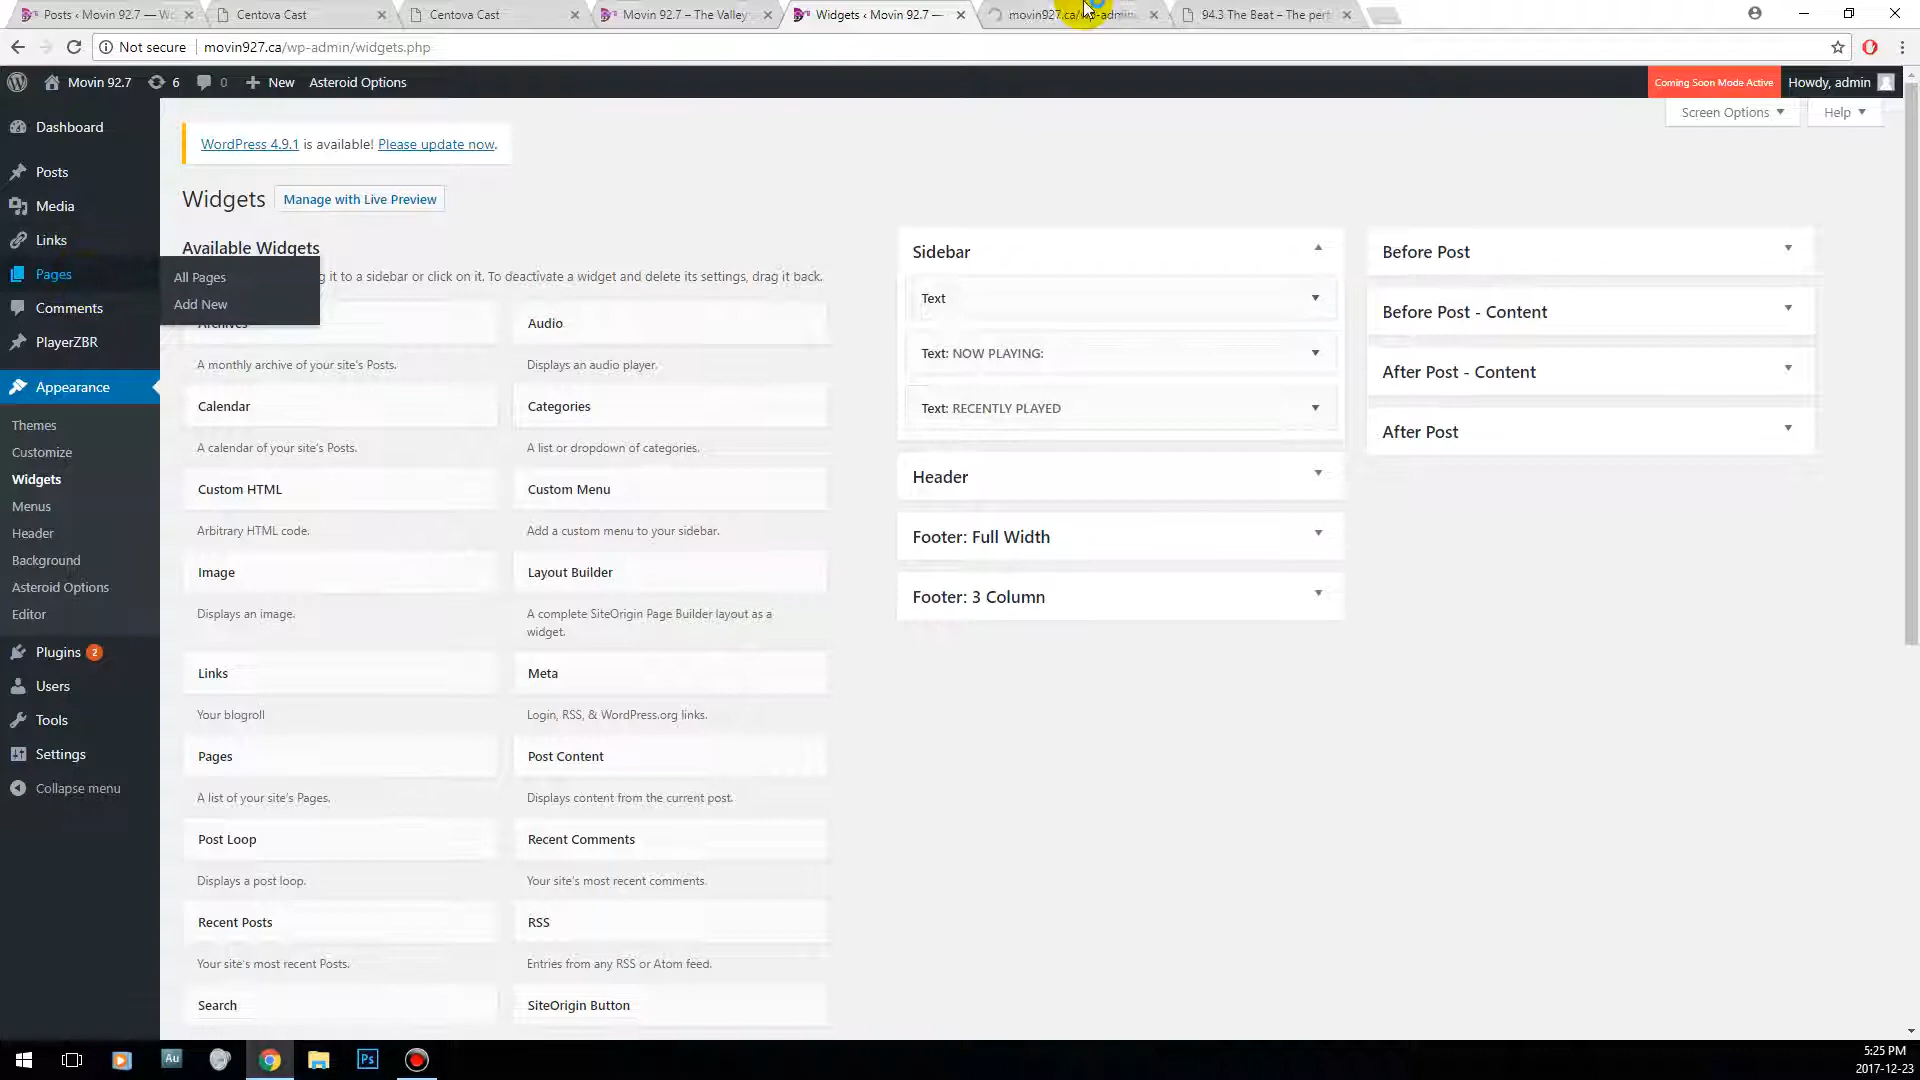 Posts ‹ Movin 92.7 — W
Centova Cast
Centova Cast
Movin 92.7 – The Valley
Widgets ‹ Movin 92.7 —
movin927.ca/wp-admin
94.3 The Beat – The perf
Not secure
movin927.ca/wp-admin/widgets.php
Movin 92.7
6
0
New
Asteroid Options
Coming Soon Mode Active
Howdy, admin
Screen Options
Help
Dashboard
Posts
Media
Links
Pages
All Pages
Add New
Comments
PlayerZBR
Appearance
Themes
Customize
Widgets
Menus
Header
Background
Asteroid Options
Editor
Plugins 2
Users
Tools
Settings
Collapse menu
WordPress 4.9.1 is available! Please update now.
Widgets
Manage with Live Preview
Available Widgets
g it to a sidebar or click on it. To deactivate a widget and delete its settings, drag it back.
Archives
A monthly archive of your site's Posts.
Audio
Displays an audio player.
Calendar
A calendar of your site's Posts.
Categories
A list or dropdown of categories.
Custom HTML
Arbitrary HTML code.
Custom Menu
Add a custom menu to your sidebar.
Image
Displays an image.
Layout Builder
A complete SiteOrigin Page Builder layout as a
widget.
Links
Your blogroll
Meta
Login, RSS, & WordPress.org links.
Pages
A list of your site's Pages.
Post Content
Displays content from the current post.
Post Loop
Displays a post loop.
Recent Comments
Your site's most recent comments.
Recent Posts
Your site's most recent Posts.
RSS
Entries from any RSS or Atom feed.
Search
SiteOrigin Button
Sidebar
Text
Text: NOW PLAYING:
Text: RECENTLY PLAYED
Header
Footer: Full Width
Footer: 3 Column
Before Post
Before Post - Content
After Post - Content
After Post
Au
Ps
5:25 PM
2017-12-23